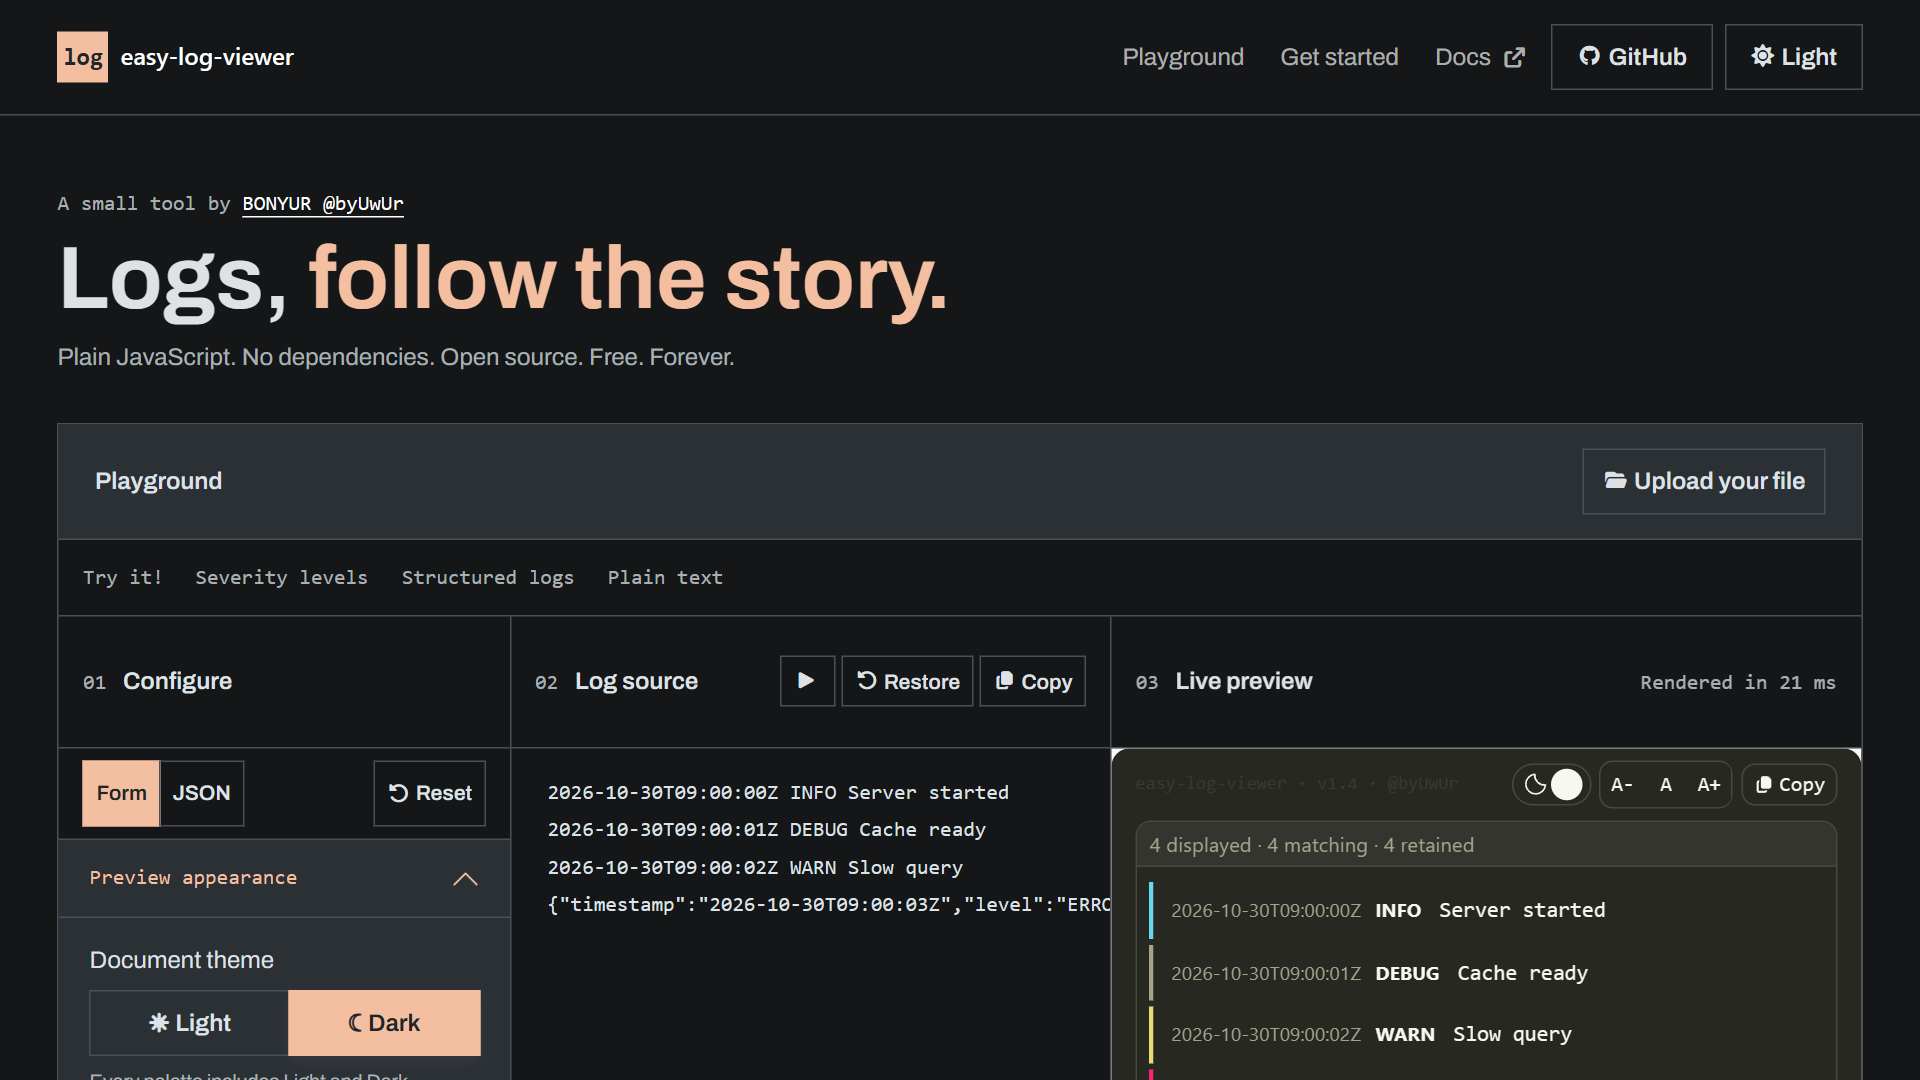 log easy-log-viewer
Playground Get started Docs GitHub Light
A small tool by BONYUR @byUwUr
Logs, follow the story.
Plain JavaScript. No dependencies. Open source. Free. Forever.
Playground
Upload your file
Try it! Severity levels Structured logs Plain text
01 Configure
Form JSON Reset
Preview appearance
Document theme
Light Dark
Every palette includes Light and Dark
02 Log source
Restore Copy
2026-10-30T09:00:00Z INFO Server started
2026-10-30T09:00:01Z DEBUG Cache ready
2026-10-30T09:00:02Z WARN Slow query
{"timestamp":"2026-10-30T09:00:03Z","level":"ERRO
03 Live preview
Rendered in 21 ms
easy-log-viewer · v1.4 · @byUwUr
A- A A+ Copy
4 displayed · 4 matching · 4 retained
2026-10-30T09:00:00Z INFO Server started
2026-10-30T09:00:01Z DEBUG Cache ready
2026-10-30T09:00:02Z WARN Slow query